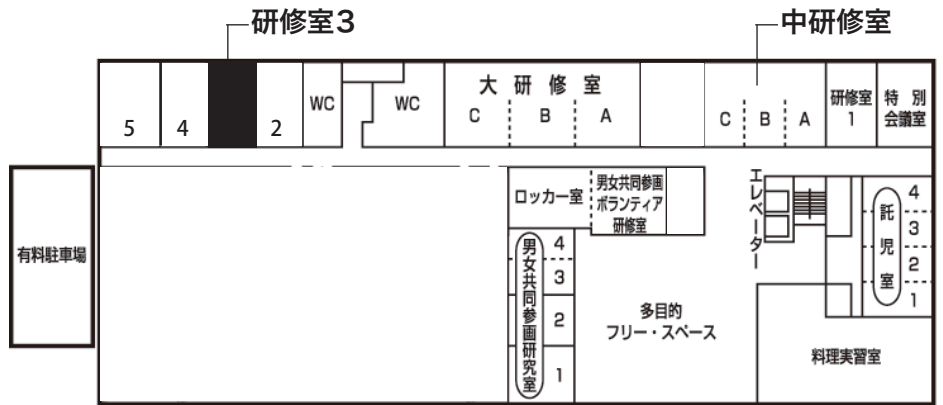 研修室3
中研修室
5
4
2
WC
WC
大研修室
C
B
A
C
B
A
研修室
1
特別
会議室
ロッカー室
男女共同参画
ボランティア
研修室
エレベーター
託児室
4
3
2
1
有料駐車場
男女共同参画研究室
4
3
2
1
多目的
フリー・スペース
料理実習室